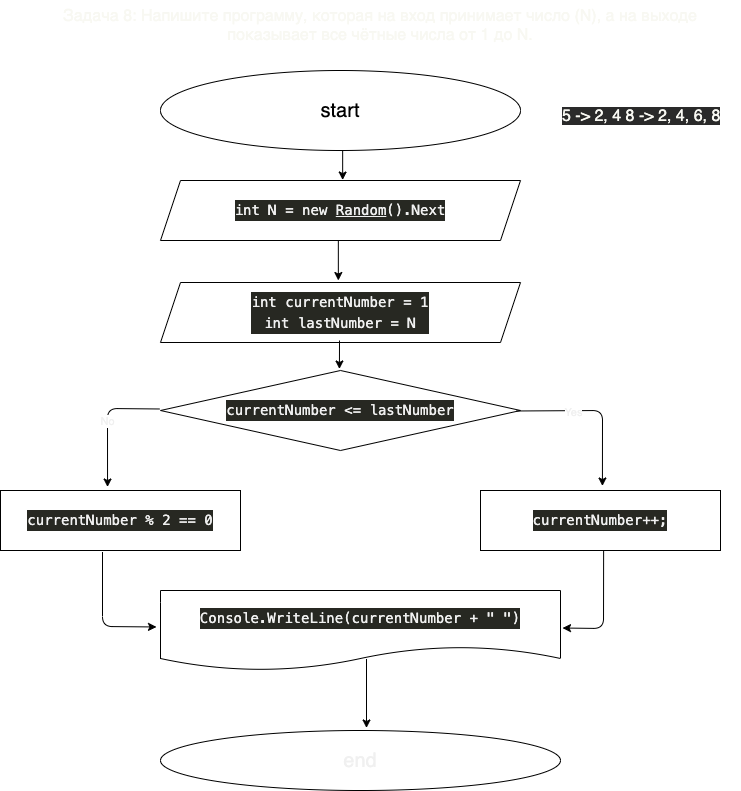 Задача 8: Напишите программу, которая на вход принимает число (N), а на выходе
показывает все чётные числа от 1 до N.
start
5 -> 2, 4 8 -> 2, 4, 6, 8
int N = new Random().Next
int currentNumber = 1
int lastNumber = N
currentNumber <= lastNumber
No
Yes
currentNumber % 2 == 0
currentNumber++;
Console.WriteLine(currentNumber + " ")
end